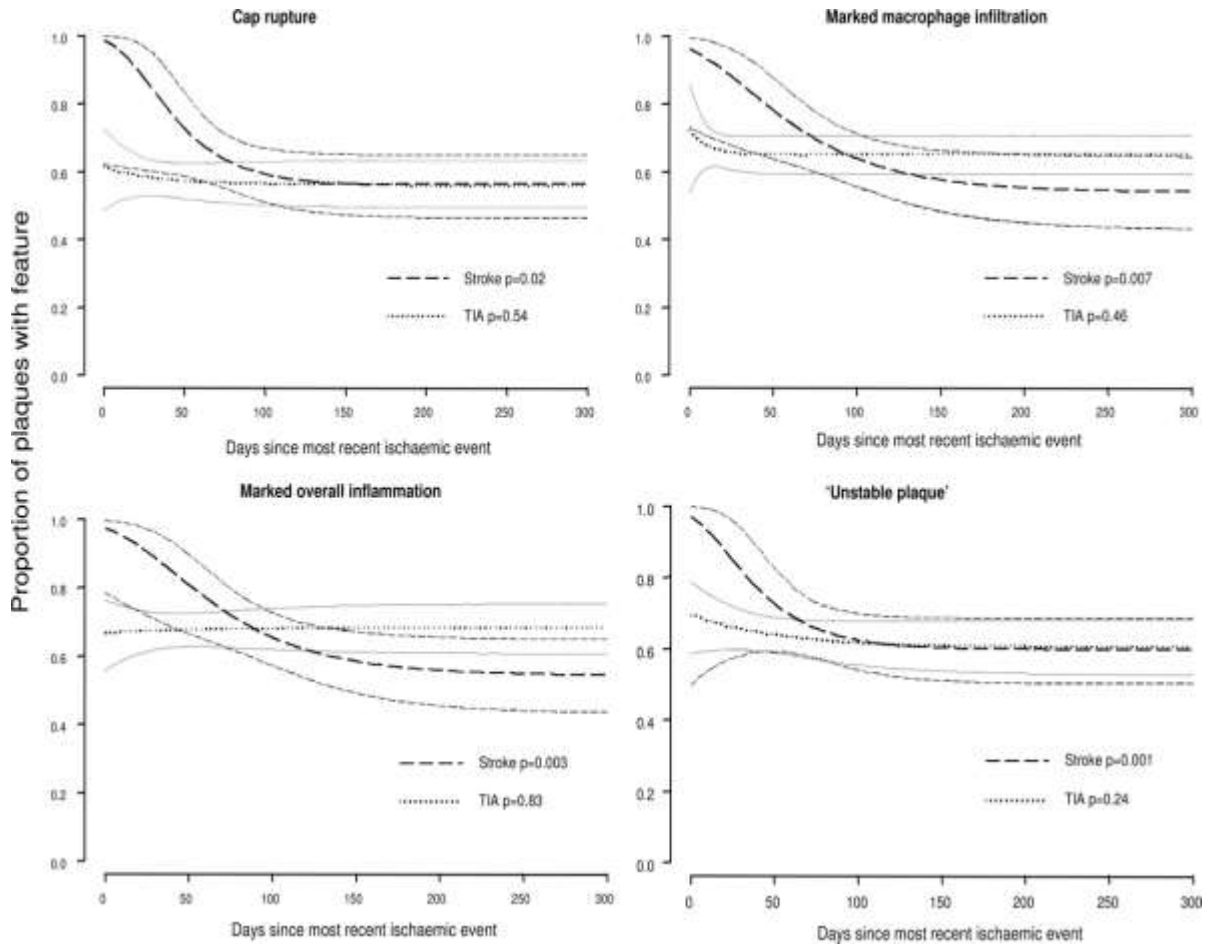 Proportion of plaques with feature
Cap rupture
1.0
0.8
0.6
0.4
0.2
0.0
Stroke p=0.02
TIA p=0.54
0 50 100 150 200 250 300
Days since most recent ischaemic event
Marked macrophage infiltration
1.0
0.8
0.6
0.4
0.2
0.0
Stroke p=0.007
TIA p=0.46
0 50 100 150 200 250 300
Days since most recent ischaemic event
Marked overall inflammation
1.0
0.8
0.6
0.4
0.2
0.0
Stroke p=0.003
TIA p=0.83
0 50 100 150 200 250 300
Days since most recent ischaemic event
'Unstable plaque'
1.0
0.8
0.6
0.4
0.2
0.0
Stroke p=0.001
TIA p=0.24
0 50 100 150 200 250 300
Days since most recent ischaemic event